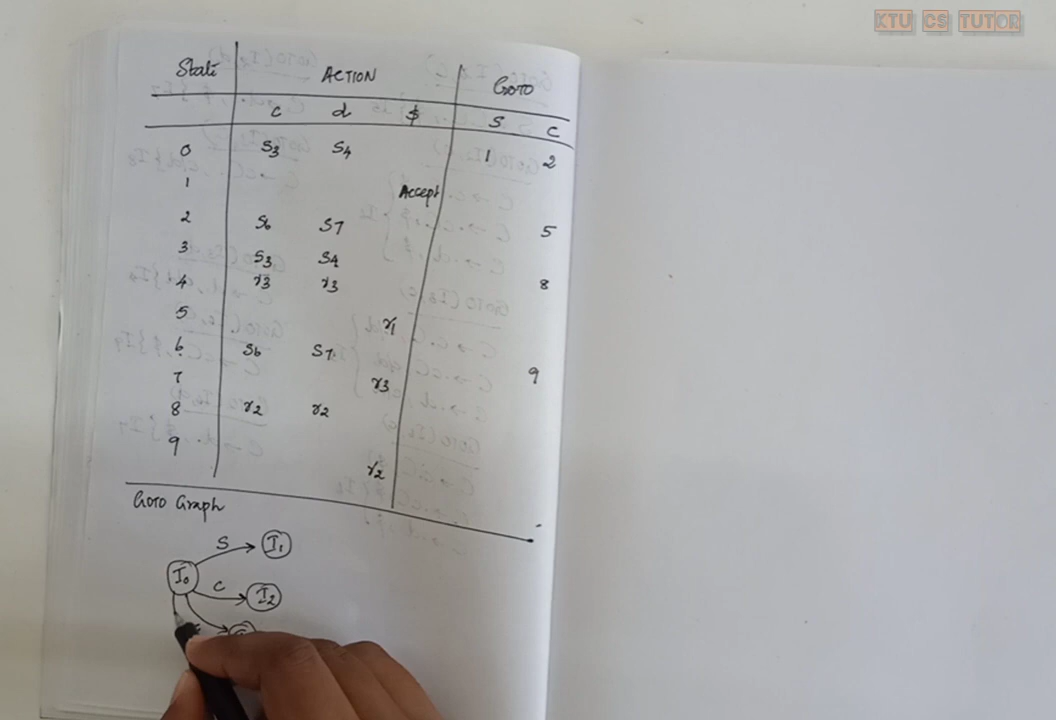 KTU CS TUTOR
State ACTION GOTO
c d $ S C
0 S3 S4 1 2
1 Accept
2 S6 S7 5
3 S3 S4 8
4 r3 r3
5 r1
6 S6 S7 9
7 r3
8 r2 r2
9 r2
GOTO Graph
S I1
I0 C I2